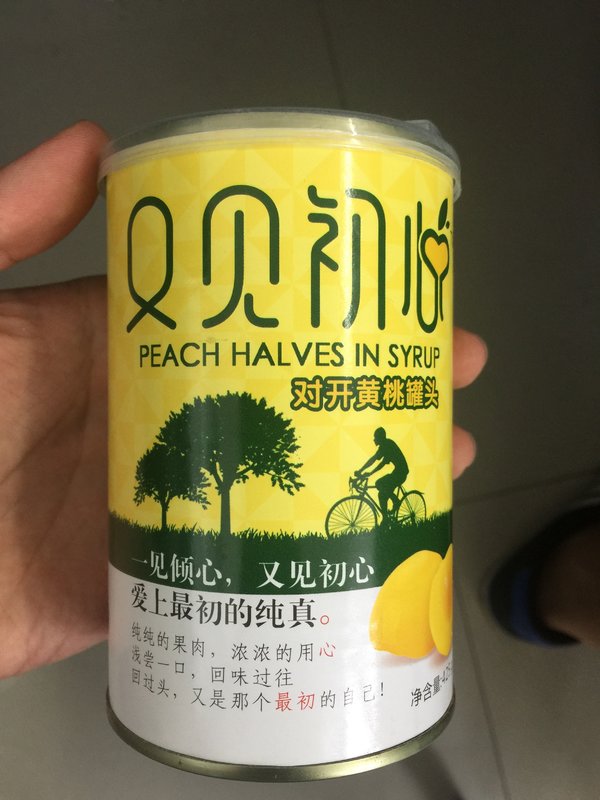 又见初心
PEACH HALVES IN SYRUP
对开黄桃罐头
一见倾心，又见初心
爱上最初的纯真。
纯纯的果肉，浓浓的用心
浅尝一口，回味过往
回过头，又是那个最初的自己！
净含量:425